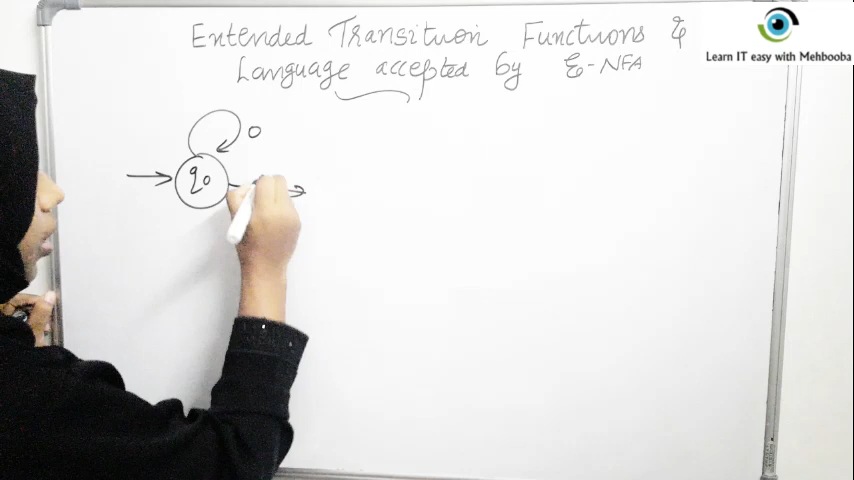 Extended Transition Functions &
Language accepted by ε-NFA
Learn IT easy with Mehbooba
0
q0